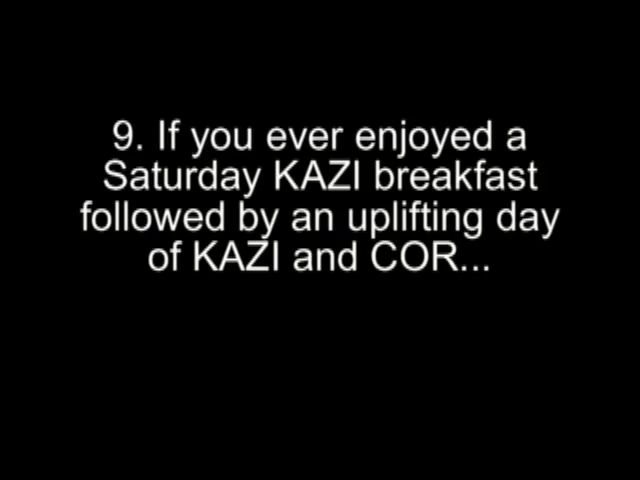 9. If you ever enjoyed a
Saturday KAZI breakfast
followed by an uplifting day
of KAZI and COR...